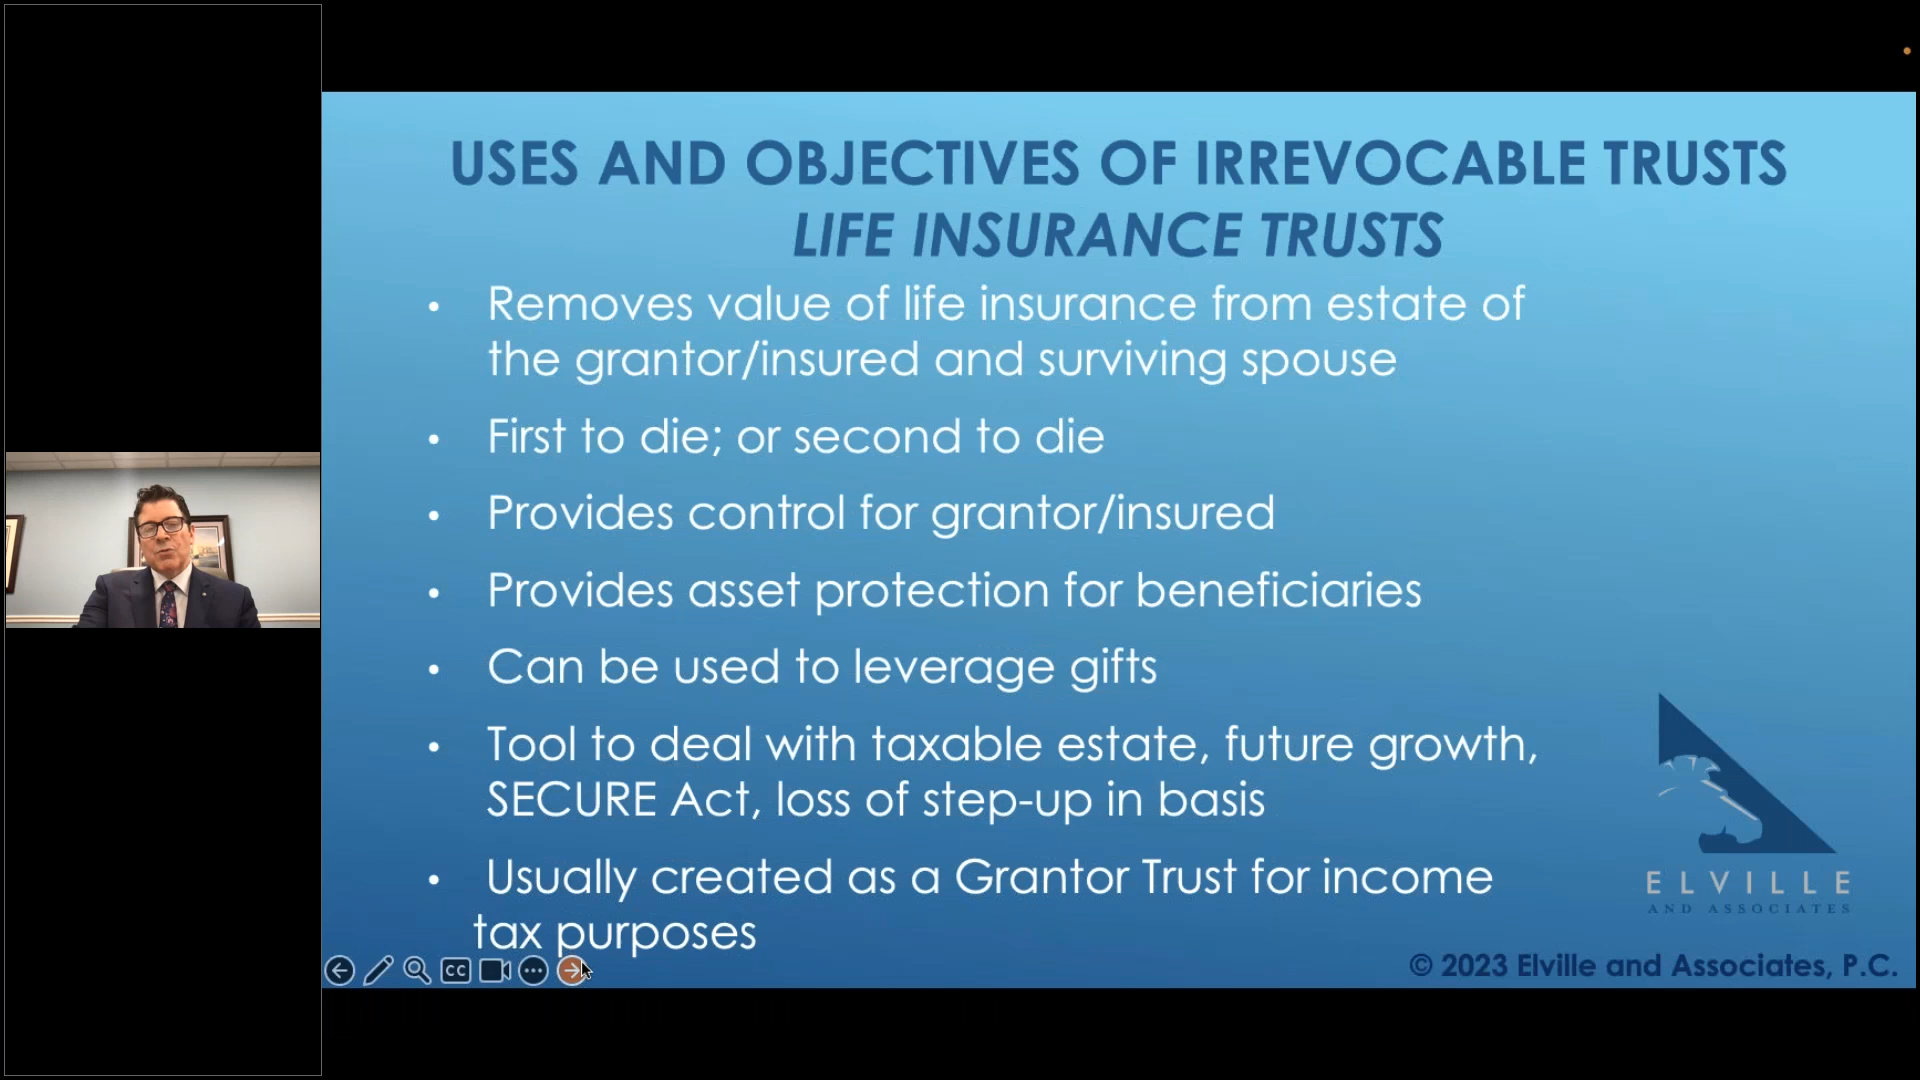 USES AND OBJECTIVES OF IRREVOCABLE TRUSTS
LIFE INSURANCE TRUSTS
• Removes value of life insurance from estate of
the grantor/insured and surviving spouse
• First to die; or second to die
• Provides control for grantor/insured
• Provides asset protection for beneficiaries
• Can be used to leverage gifts
• Tool to deal with taxable estate, future growth,
SECURE Act, loss of step-up in basis
• Usually created as a Grantor Trust for income
tax purposes
ELVILLE
AND ASSOCIATES
CC
© 2023 Elville and Associates, P.C.